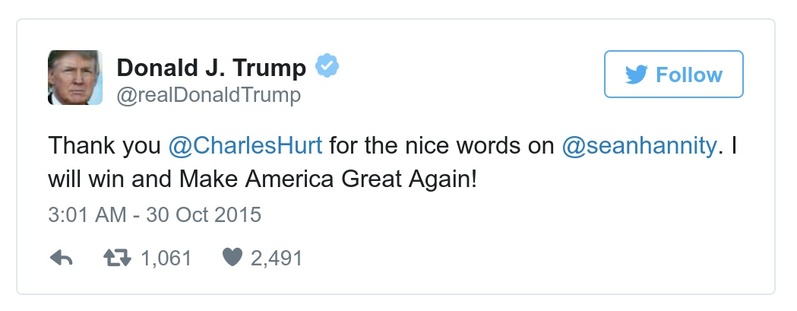 Donald J. Trump
@realDonaldTrump
Follow
Thank you @CharlesHurt for the nice words on @seanhannity. I
will win and Make America Great Again!
3:01 AM - 30 Oct 2015
1,061 2,491